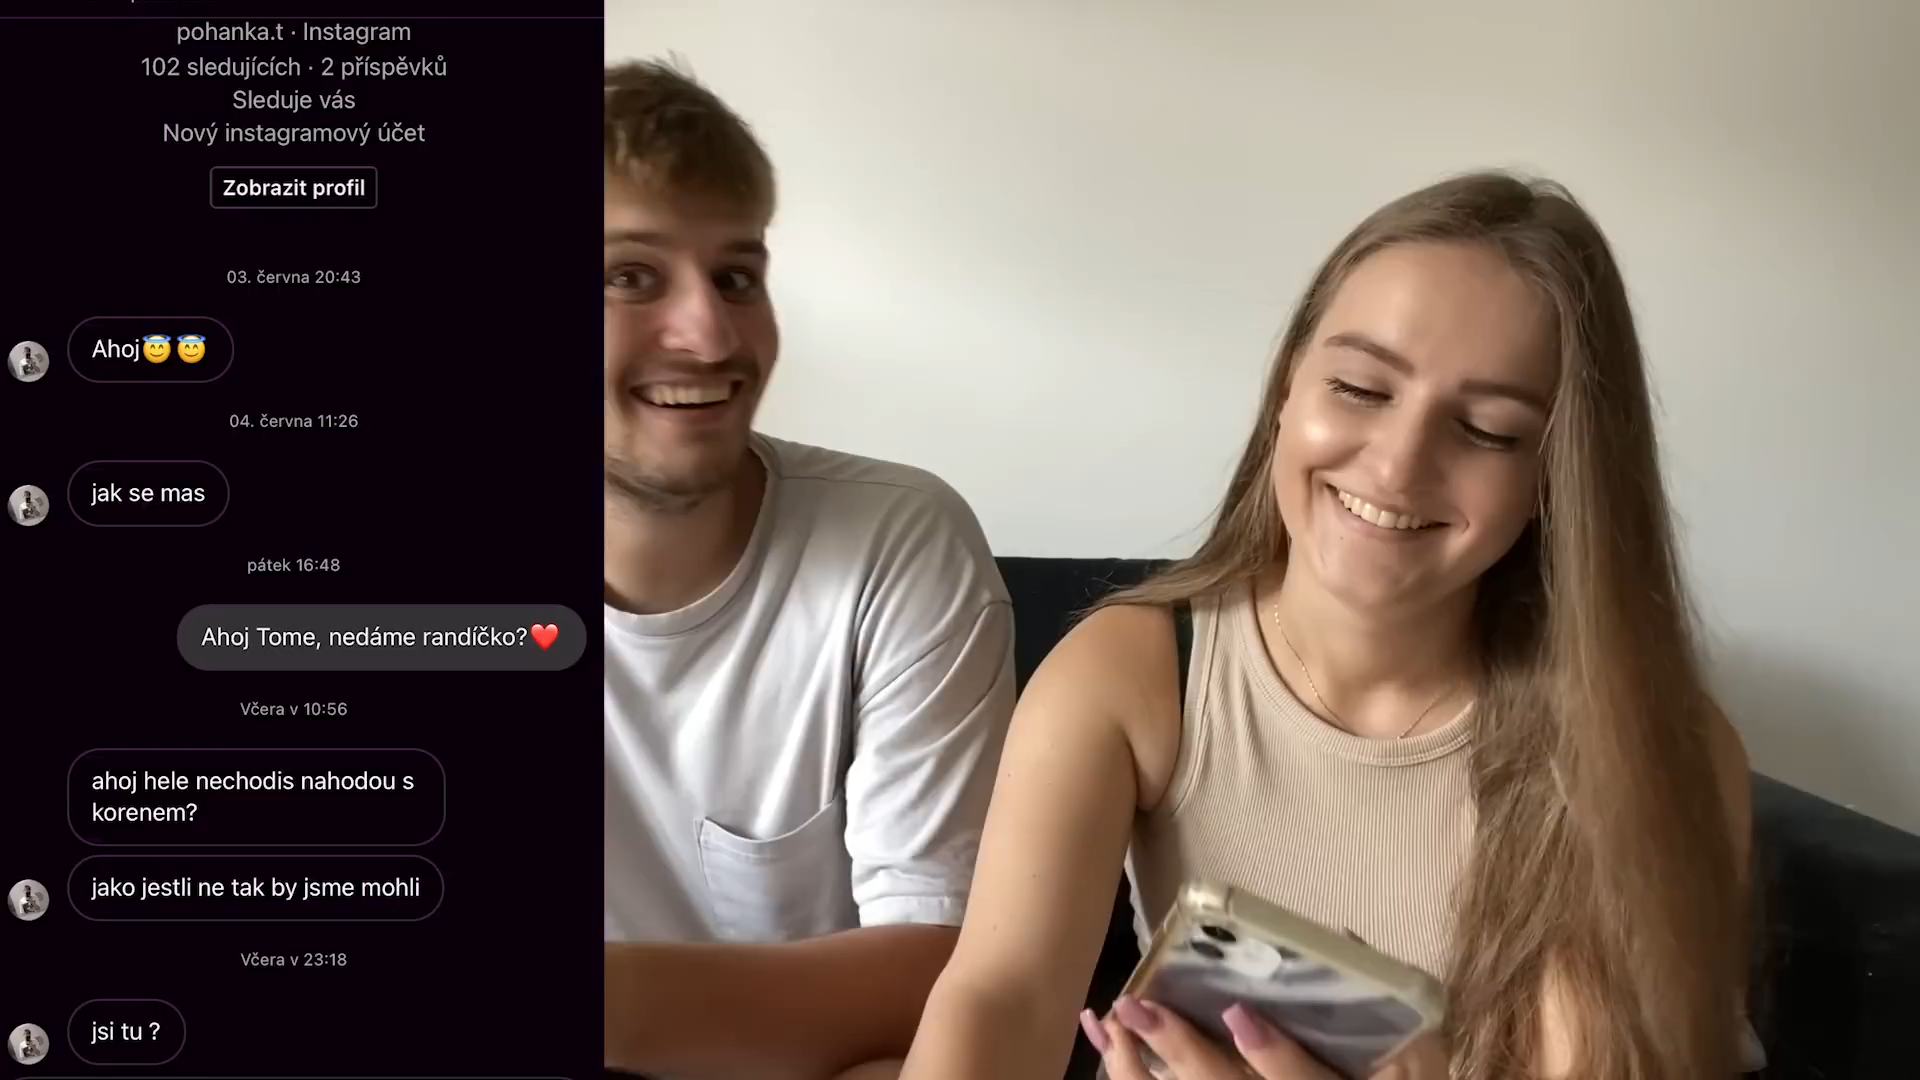 pohanka.t · Instagram
102 sledujících · 2 příspěvků
Sleduje vás
Nový instagramový účet
Zobrazit profil
03. června 20:43
Ahoj😇😇
04. června 11:26
jak se mas
pátek 16:48
Ahoj Tome, nedáme randíčko?❤️
Včera v 10:56
ahoj hele nechodis nahodou s
korenem?
jako jestli ne tak by jsme mohli
Včera v 23:18
jsi tu ?